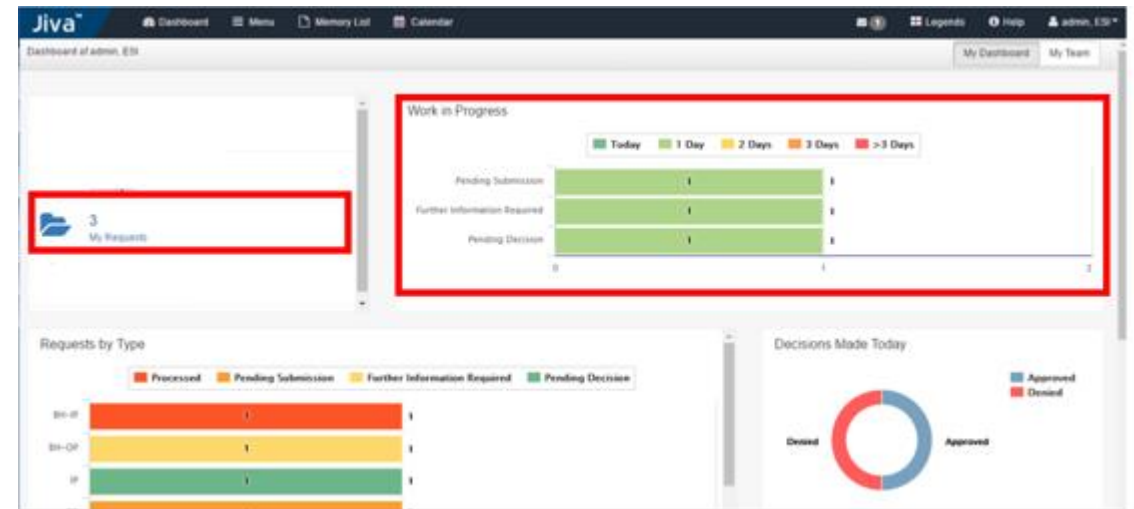 Jiva™ Dashboard Menu Memory List Calendar 1 Legends Help admin, ESI
Dashboard of admin, ESI My Dashboard My Team
Work in Progress
Today 1 Day 2 Days 3 Days >3 Days
Pending Submission 1 1
3
Further Information Required 1 1
My Requests
Pending Decision 1 1
0 1 2
Requests by Type
Decisions Made Today
Processed Pending Submission Further Information Required Pending Decision
Approved
Denied
BH-IP 1 1
BH-OP 1 1
Denied Approved
IP 1 1